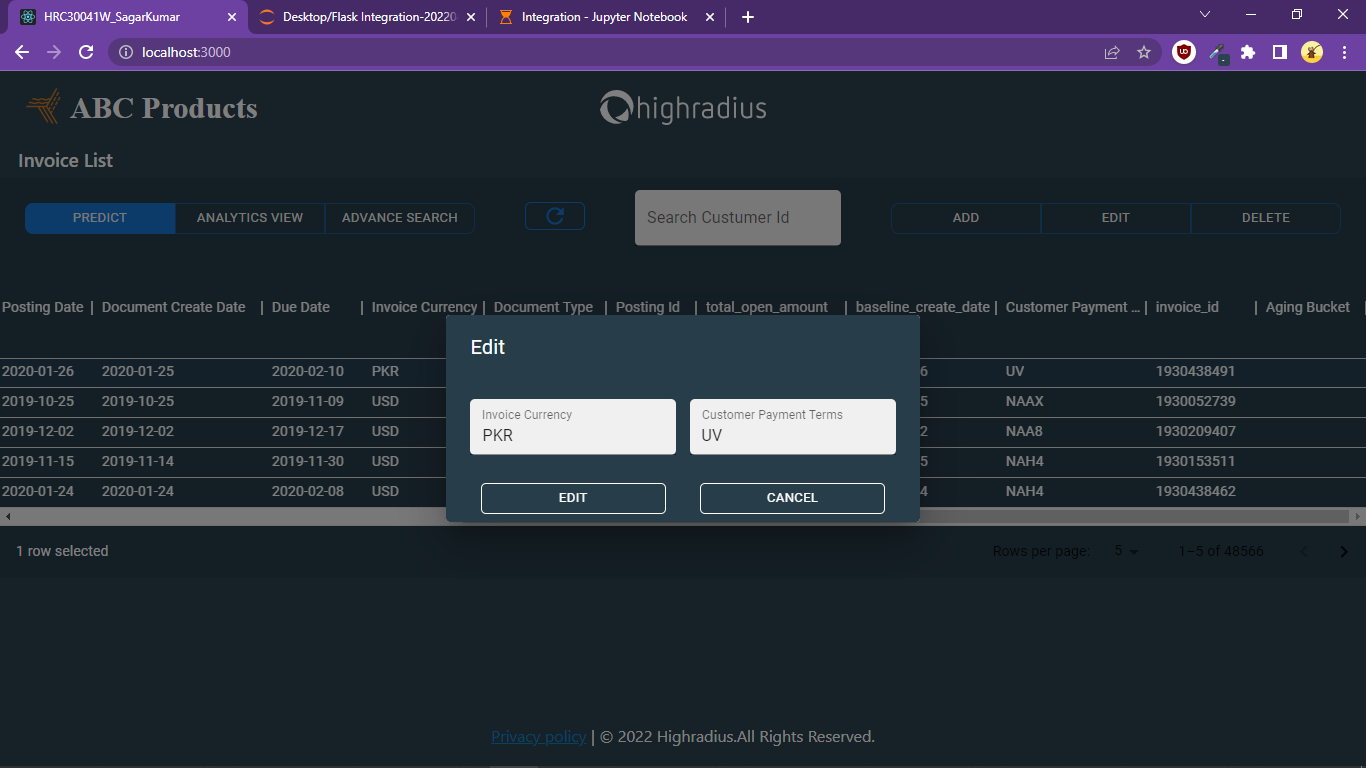 HRC30041W_SagarKumar
Desktop/Flask Integration-20220
Integration - Jupyter Notebook
localhost:3000
ABC Products
highradius
Invoice List
PREDICT ANALYTICS VIEW ADVANCE SEARCH Search Custumer Id ADD EDIT DELETE
Posting Date | Document Create Date | Due Date | Invoice Currency | Document Type | Posting Id | total_open_amount | baseline_create_date | Customer Payment ... | invoice_id | Aging Bucket
Edit
2020-01-26 2020-01-25 2020-02-10 PKR 6 UV 1930438491
2019-10-25 2019-10-25 2019-11-09 USD 5 NAAX 1930052739
2019-12-02 2019-12-02 2019-12-17 USD 2 NAA8 1930209407
2019-11-15 2019-11-14 2019-11-30 USD 5 NAH4 1930153511
2020-01-24 2020-01-24 2020-02-08 USD 4 NAH4 1930438462
Invoice Currency Customer Payment Terms
PKR UV
EDIT CANCEL
1 row selected Rows per page: 5 1–5 of 48566
Privacy policy | © 2022 Highradius.All Rights Reserved.